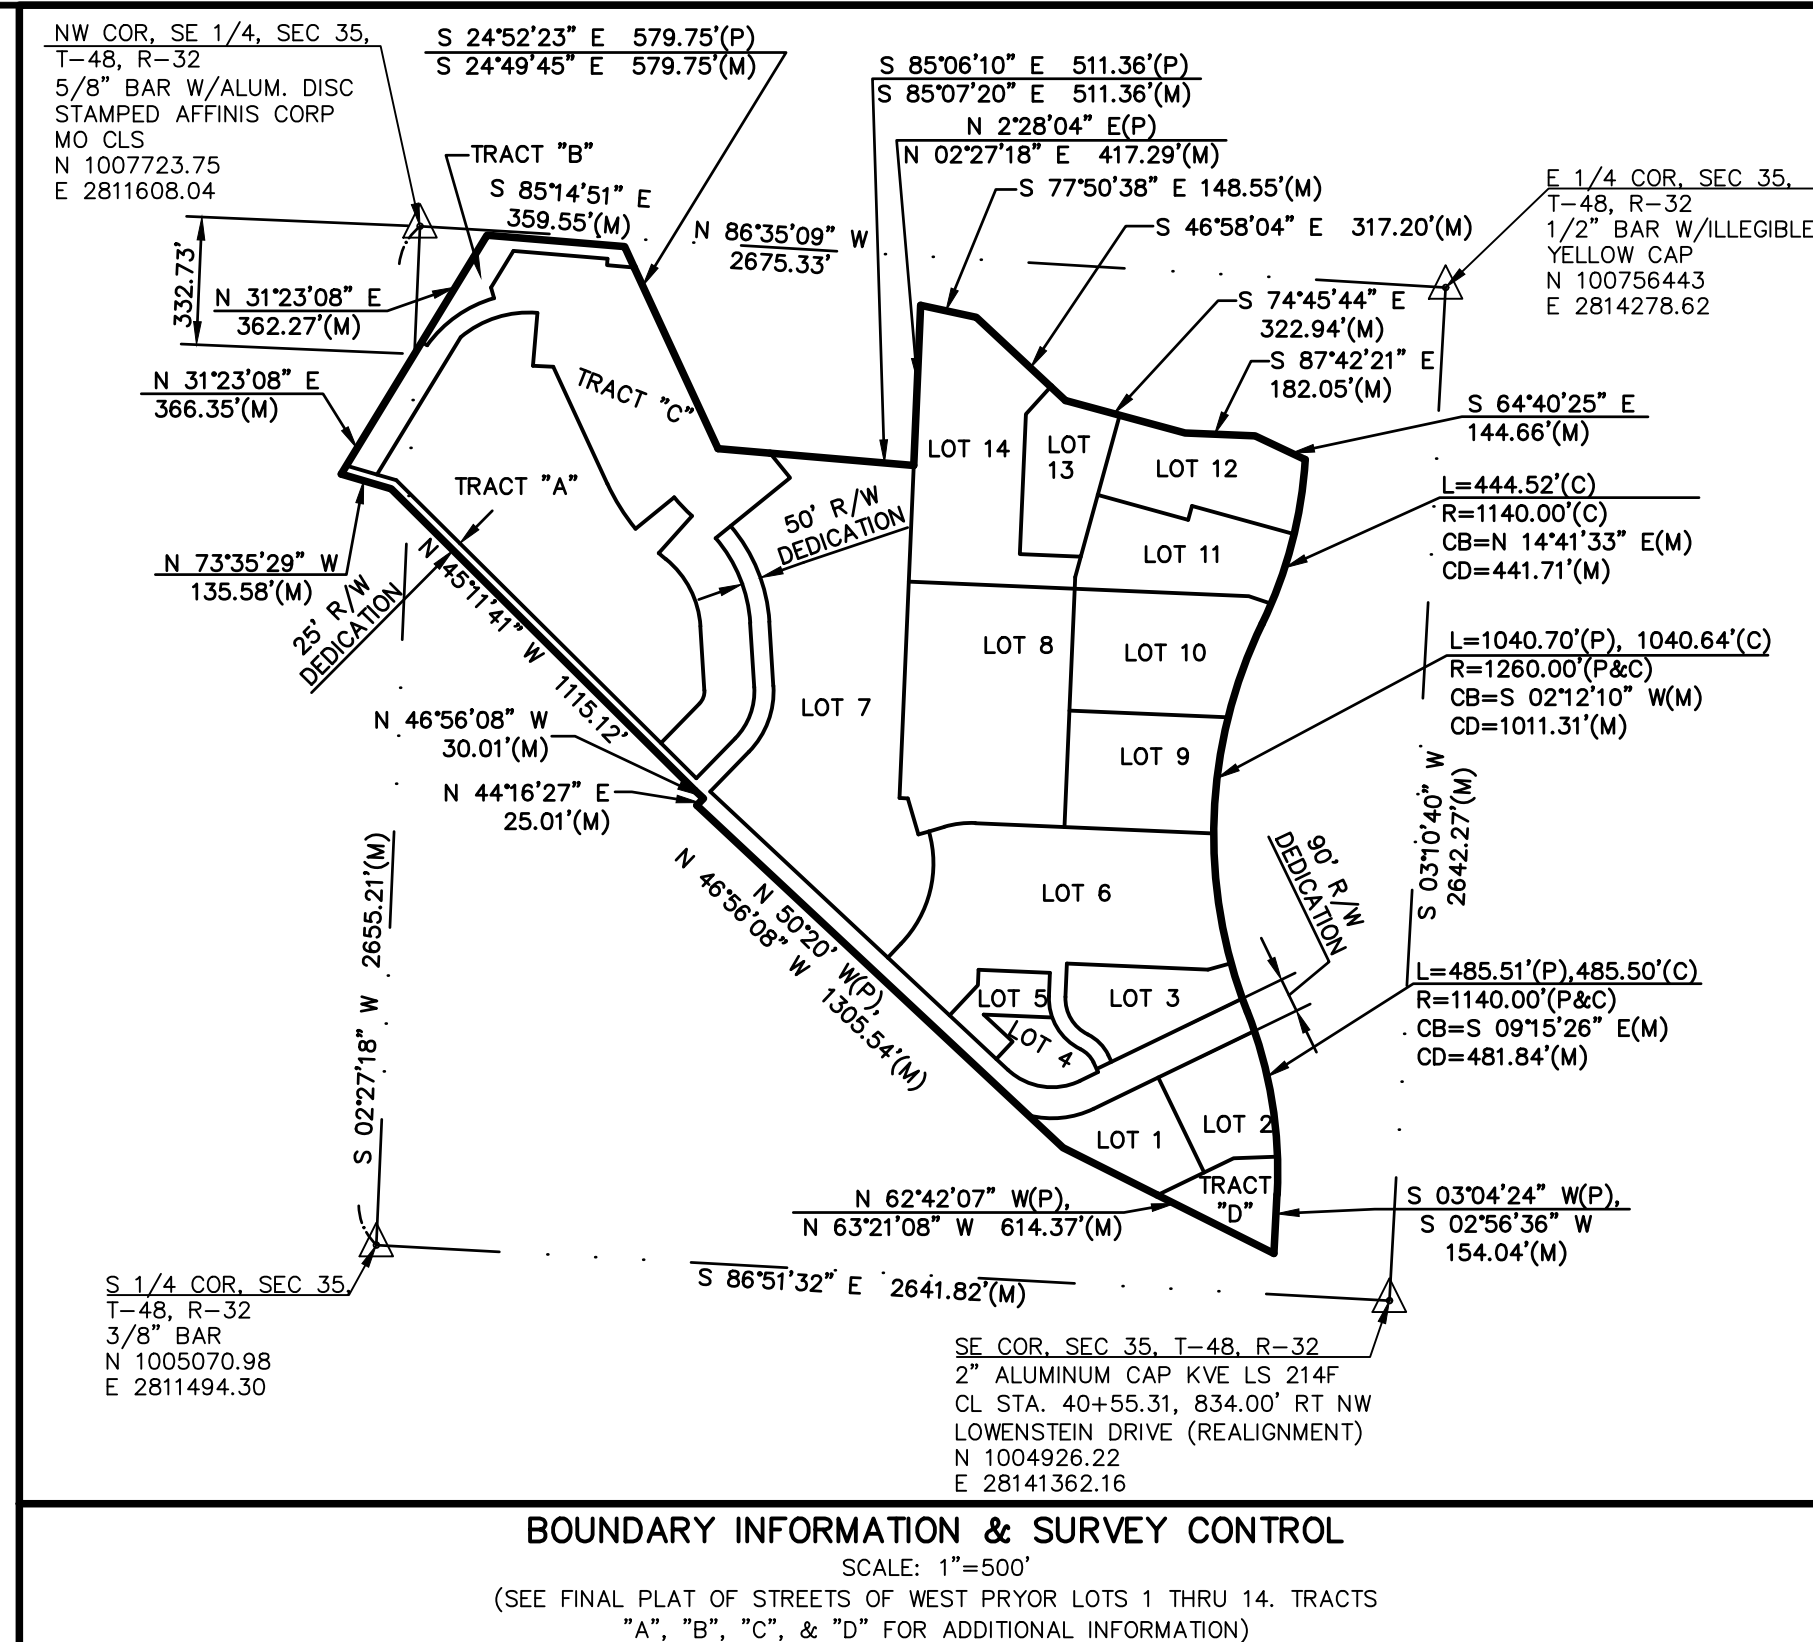 NW COR, SE 1/4, SEC 35,
T-48, R-32
5/8" BAR W/ALUM. DISC
STAMPED AFFINIS CORP
MO CLS
N 1007723.75
E 2811608.04
S 24°52'23" E 579.75'(P)
S 24°49'45" E 579.75'(M)
S 85°06'10" E 511.36'(P)
S 85°07'20" E 511.36'(M)
N 2°28'04" E(P)
N 02°27'18" E 417.29'(M)
S 77°50'38" E 148.55'(M)
S 46°58'04" E 317.20'(M)
E 1/4 COR, SEC 35,
T-48, R-32
1/2" BAR W/ILLEGIBLE
YELLOW CAP
N 100756443
E 2814278.62
TRACT "B"
S 85°14'51" E
359.55'(M)
N 86°35'09" W
2675.33'
332.73'
N 31°23'08" E
362.27'(M)
S 74°45'44" E
322.94'(M)
S 87°42'21" E
182.05'(M)
N 31°23'08" E
366.35'(M)
TRACT "C"
S 64°40'25" E
144.66'(M)
LOT 14
LOT
13
LOT 12
TRACT "A"
50' R/W
DEDICATION
L=444.52'(C)
R=1140.00'(C)
CB=N 14°41'33" E(M)
CD=441.71'(M)
LOT 11
N 73°35'29" W
135.58'(M)
25' R/W
DEDICATION
N 45°11'41" W 1115.12'
LOT 8
LOT 10
L=1040.70'(P), 1040.64'(C)
R=1260.00'(P&C)
CB=S 02°12'10" W(M)
CD=1011.31'(M)
LOT 7
N 46°56'08" W
30.01'(M)
LOT 9
N 44°16'27" E
25.01'(M)
S 03°10'40" W
2642.27'(M)
S 02°27'18" W 2655.21'(M)
N 50°20' W(P),
N 46°56'08" W 1305.54'(M)
LOT 6
90' R/W
DEDICATION
L=485.51'(P),485.50'(C)
R=1140.00'(P&C)
CB=S 09°15'26" E(M)
CD=481.84'(M)
LOT 5
LOT 3
LOT 4
LOT 1
LOT 2
TRACT
"D"
N 62°42'07" W(P),
N 63°21'08" W 614.37'(M)
S 03°04'24" W(P),
S 02°56'36" W
154.04'(M)
S 86°51'32" E 2641.82'(M)
S 1/4 COR, SEC 35,
T-48, R-32
3/8" BAR
N 1005070.98
E 2811494.30
SE COR, SEC 35, T-48, R-32
2" ALUMINUM CAP KVE LS 214F
CL STA. 40+55.31, 834.00' RT NW
LOWENSTEIN DRIVE (REALIGNMENT)
N 1004926.22
E 28141362.16
BOUNDARY INFORMATION & SURVEY CONTROL
SCALE: 1"=500'
(SEE FINAL PLAT OF STREETS OF WEST PRYOR LOTS 1 THRU 14. TRACTS
"A", "B", "C", & "D" FOR ADDITIONAL INFORMATION)